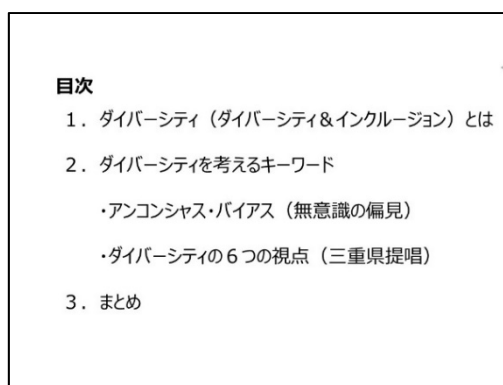 目次
１．ダイバーシティ（ダイバーシティ＆インクルージョン）とは
２．ダイバーシティを考えるキーワード
・アンコンシャス・バイアス（無意識の偏見）
・ダイバーシティの６つの視点（三重県提唱）
３．まとめ